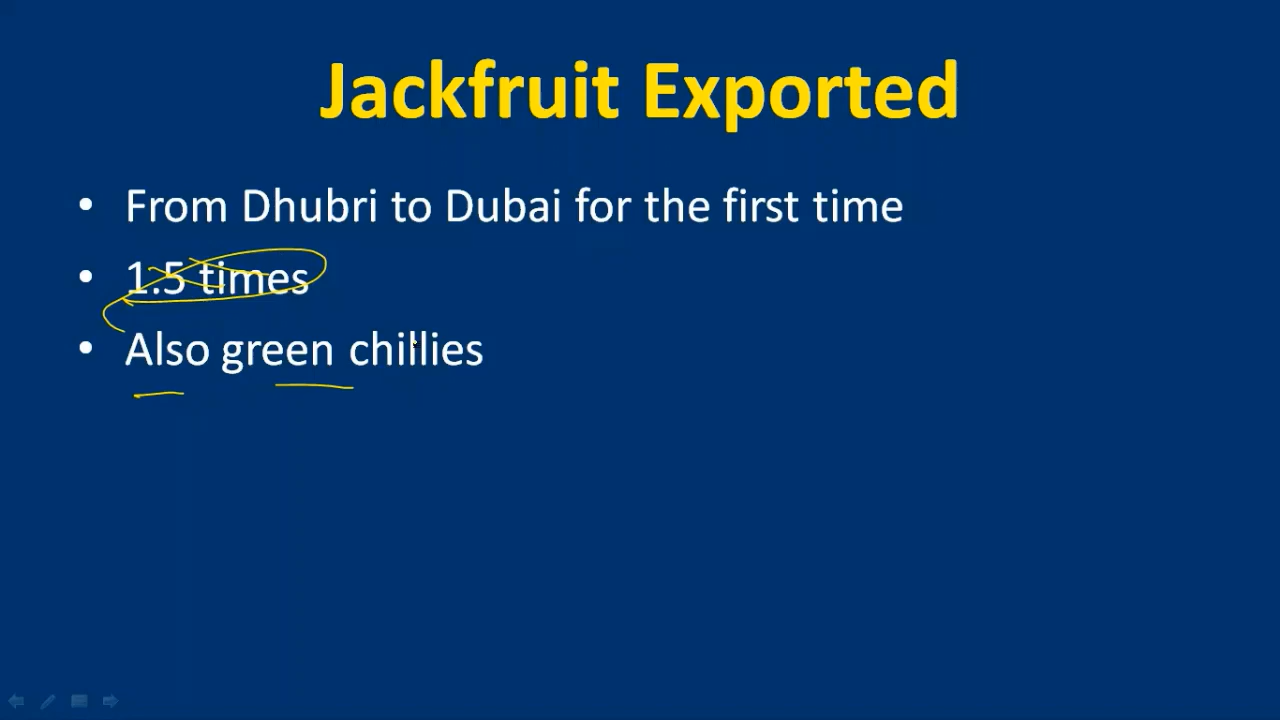 Jackfruit Exported
• From Dhubri to Dubai for the first time
• 1.5 times
• Also green chillies